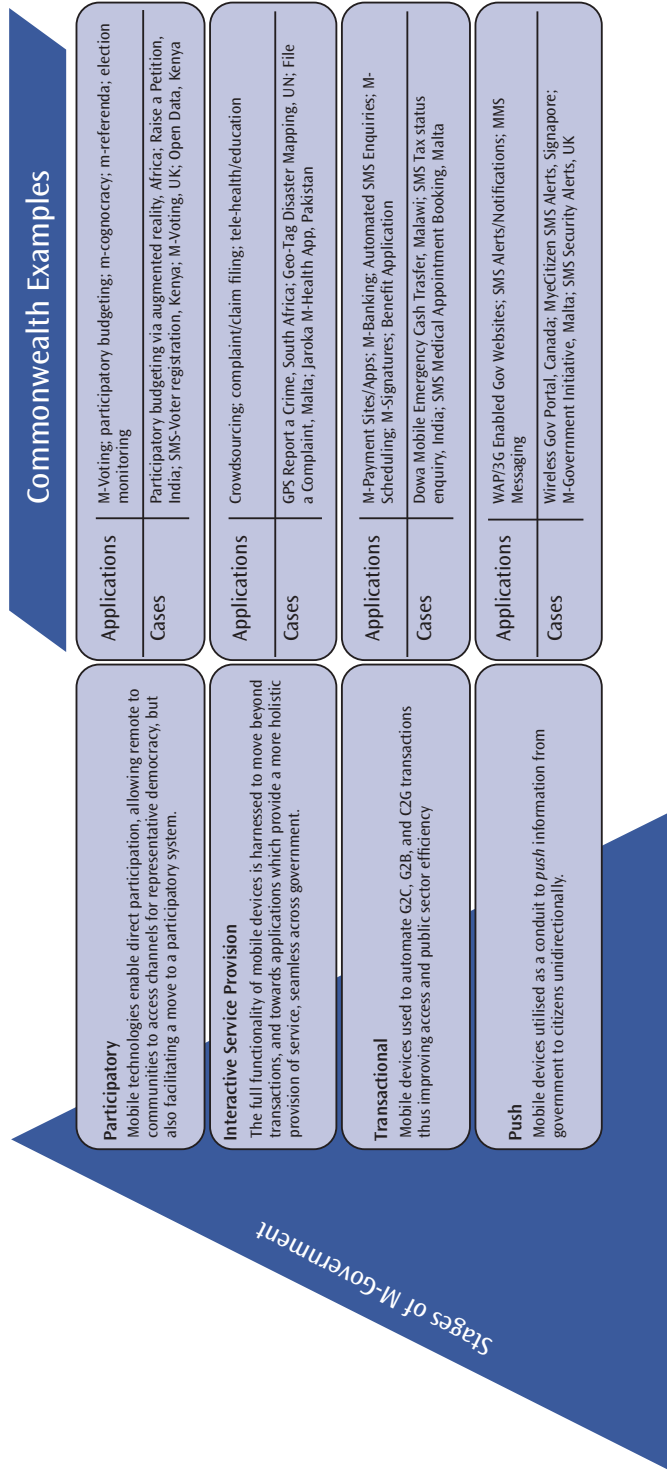 Commonwealth Examples
Stages of M-Government
Participatory
Mobile technologies enable direct participation, allowing remote to
communities to access channels for representative democracy, but
also facilitating a move to a participatory system.
Applications
M-Voting; participatory budgeting; m-cognocracy; m-referenda; election
monitoring
Cases
Participatory budgeting via augmented reality, Africa; Raise a Petition,
India; SMS-Voter registration, Kenya; M-Voting, UK; Open Data, Kenya
Interactive Service Provision
The full functionality of mobile devices is harnessed to move beyond
transactions, and towards applications which provide a more holistic
provision of service, seamless across government.
Applications
Crowdsourcing; complaint/claim filing; tele-health/education
Cases
GPS Report a Crime, South Africa; Geo-Tag Disaster Mapping, UN; File
a Complaint, Malta; Jaroka M-Health App, Pakistan
Transactional
Mobile devices used to automate G2C, G2B, and C2G transactions
thus improving access and public sector efficiency
Applications
M-Payment Sites/Apps; M-Banking; Automated SMS Enquiries; M-
Scheduling; M-Signatures; Benefit Application
Cases
Dowa Mobile Emergency Cash Trasfer, Malawi; SMS Tax status
enquiry, India; SMS Medical Appointment Booking, Malta
Push
Mobile devices utilised as a conduit to push information from
government to citizens unidirectionally.
Applications
WAP/3G Enabled Gov Websites; SMS Alerts/Notifications; MMS
Messaging
Cases
Wireless Gov Portal, Canada; MyeCitizen SMS Alerts, Signapore;
M-Government Initiative, Malta; SMS Security Alerts, UK